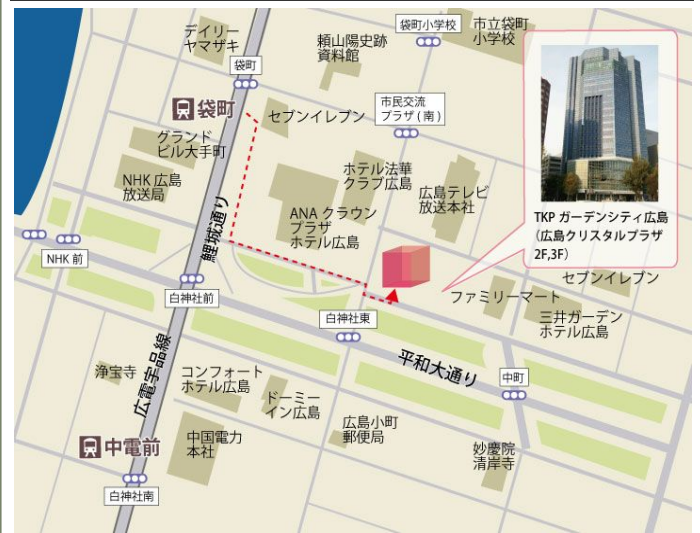 デイリー
ヤマザキ
袋町
頼山陽史跡
資料館
袋町小学校
市立袋町
小学校
袋町
セブンイレブン
市民交流
プラザ(南)
グランド
ビル大手町
NHK 広島
放送局
鯉城通り
ANA クラウン
プラザ
ホテル広島
ホテル法華
クラブ広島
広島テレビ
放送本社
TKP ガーデンシティ広島
(広島クリスタルプラザ
2F,3F)
NHK 前
白神社前
白神社東
ファミリーマート
セブンイレブン
三井ガーデン
ホテル広島
平和大通り
中町
広電宇品線
浄宝寺
コンフォート
ホテル広島
ドーミー
イン広島
広島小町
郵便局
中電前
中国電力
本社
妙慶院
清岸寺
白神社南